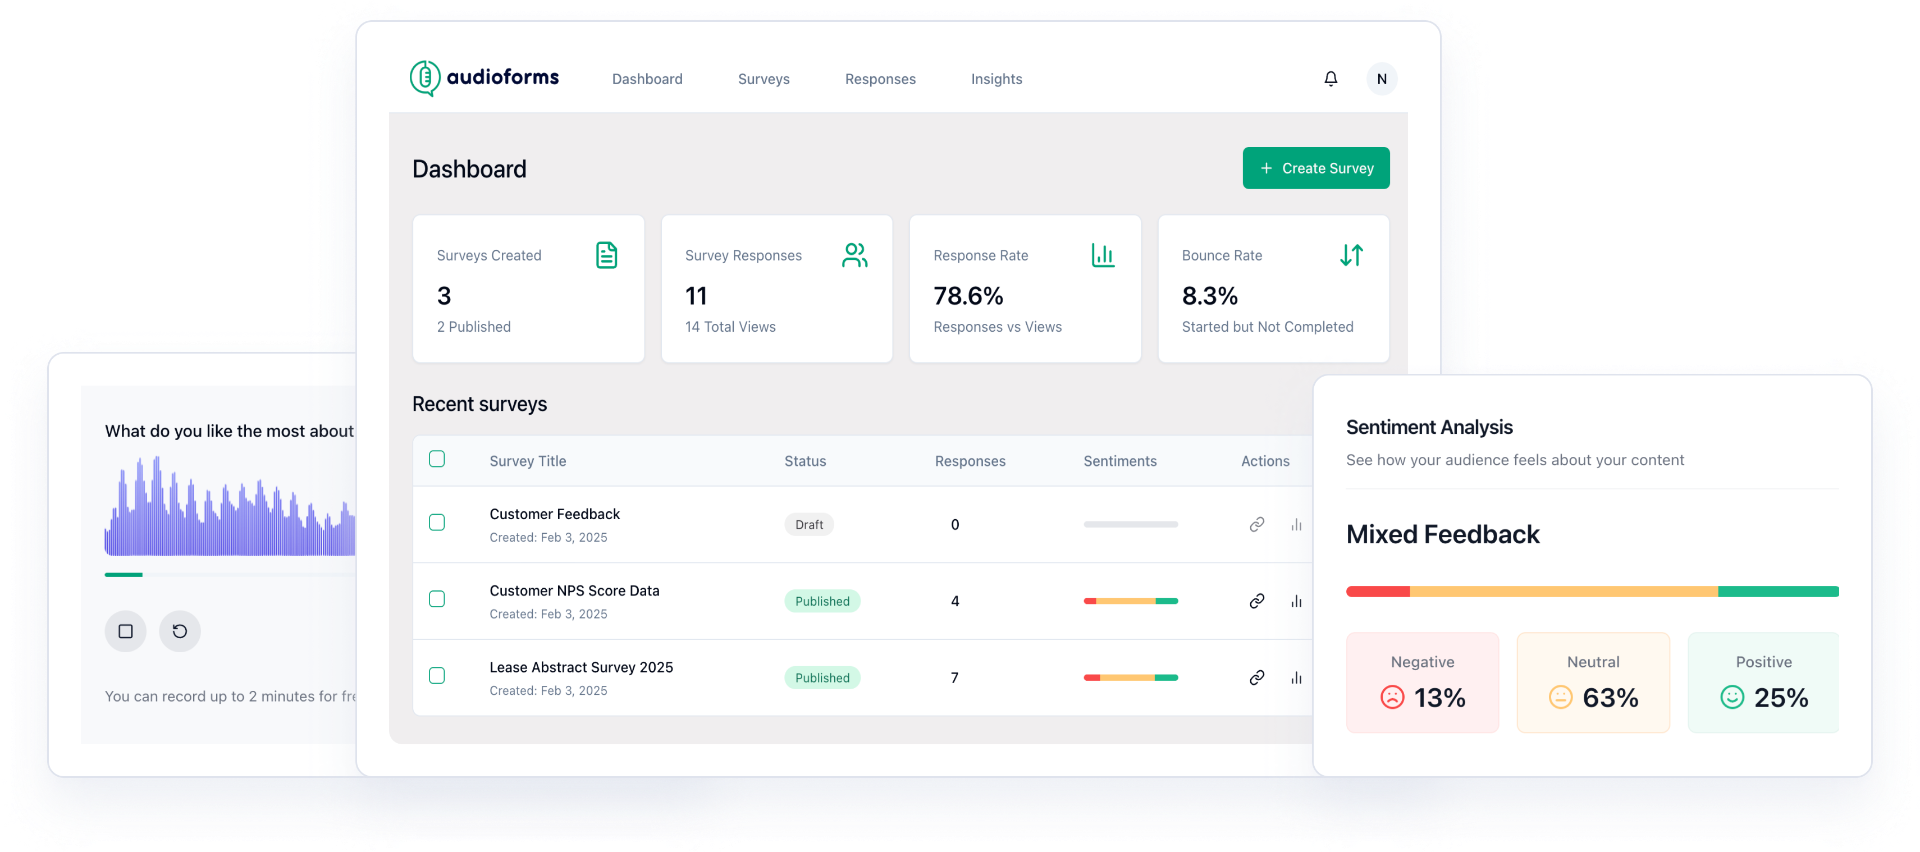 audioforms
Dashboard
Surveys
Responses
Insights
N
Dashboard
+ Create Survey
Surveys Created
3
2 Published
Survey Responses
11
14 Total Views
Response Rate
78.6%
Responses vs Views
Bounce Rate
8.3%
Started but Not Completed
Recent surveys
Survey Title Status Responses Sentiments Actions
Customer Feedback Draft 0
Created: Feb 3, 2025
Customer NPS Score Data Published 4
Created: Feb 3, 2025
Lease Abstract Survey 2025 Published 7
Created: Feb 3, 2025
What do you like the most about
You can record up to 2 minutes for
Sentiment Analysis
See how your audience feels about your content
Mixed Feedback
Negative
13%
Neutral
63%
Positive
25%